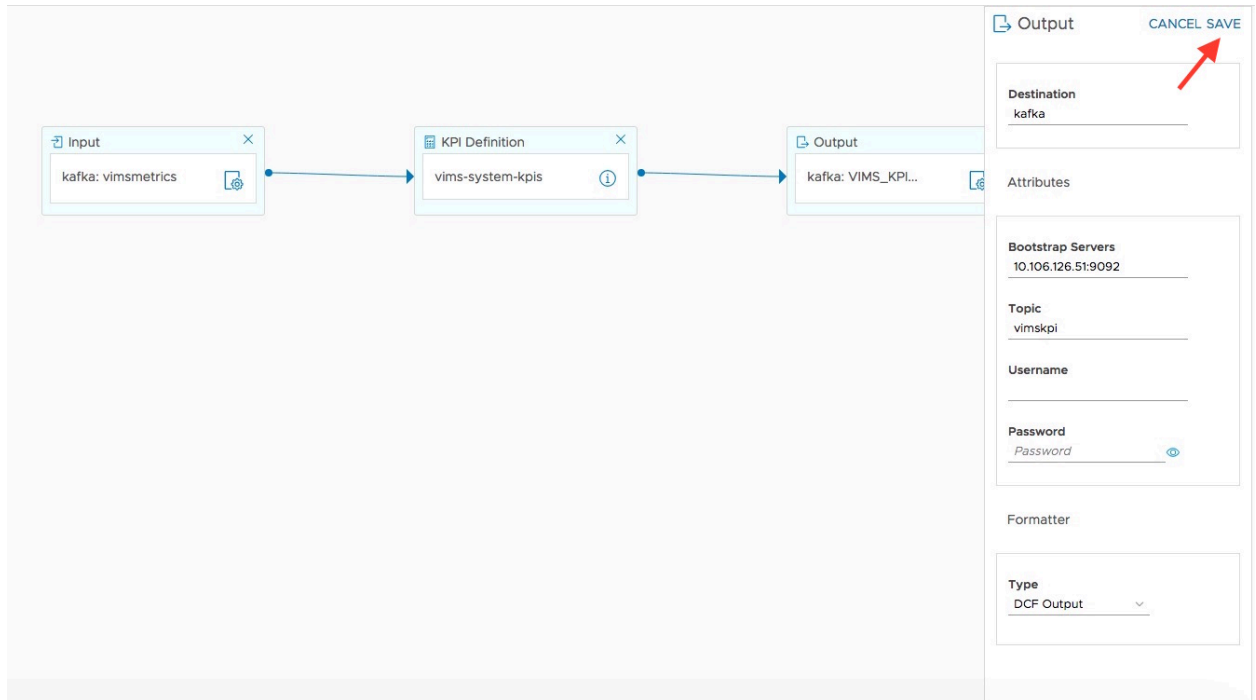 Output CANCEL SAVE
Destination
kafka
Input
KPI Definition
Output
kafka: vimsmetrics
vims-system-kpis
kafka: VIMS_KPI...
Attributes
Bootstrap Servers
10.106.126.51:9092
Topic
vimskpi
Username
Password
Password
Formatter
Type
DCF Output